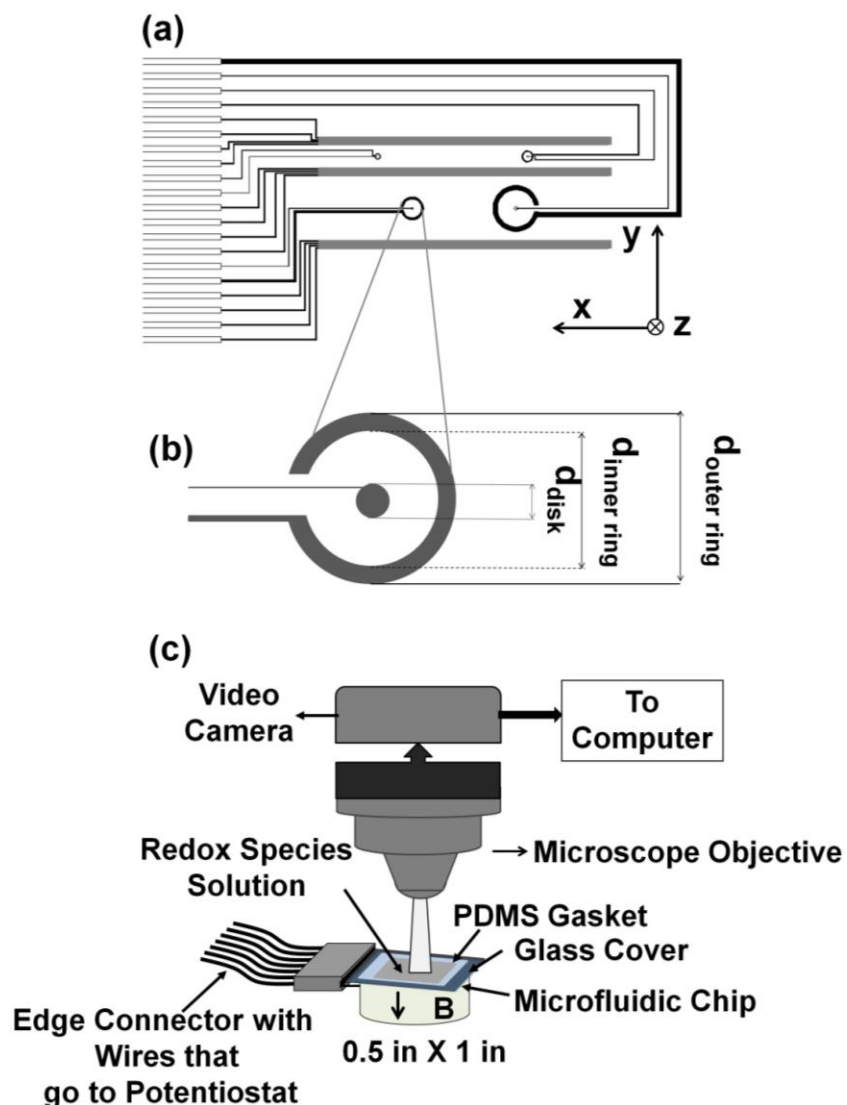 (a)
y
x
z
(b)
d disk
d inner ring
d outer ring
(c)
Video
Camera
To
Computer
Redox Species
Solution
Microscope Objective
PDMS Gasket
Glass Cover
Microfluidic Chip
B
Edge Connector with
Wires that
go to Potentiostat
0.5 in X 1 in